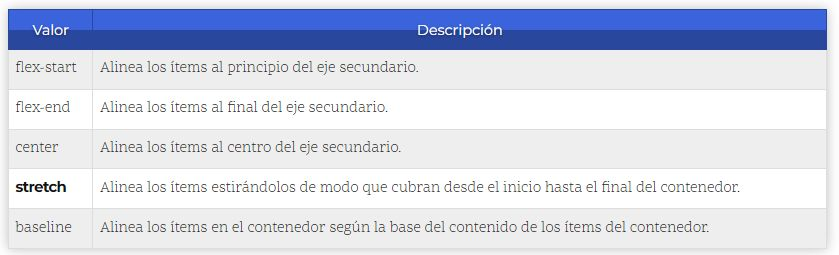 Valor Descripción
flex-start Alinea los ítems al principio del eje secundario.
flex-end Alinea los ítems al final del eje secundario.
center Alinea los ítems al centro del eje secundario.
stretch Alinea los ítems estirándolos de modo que cubran desde el inicio hasta el final del contenedor.
baseline Alinea los ítems en el contenedor según la base del contenido de los ítems del contenedor.